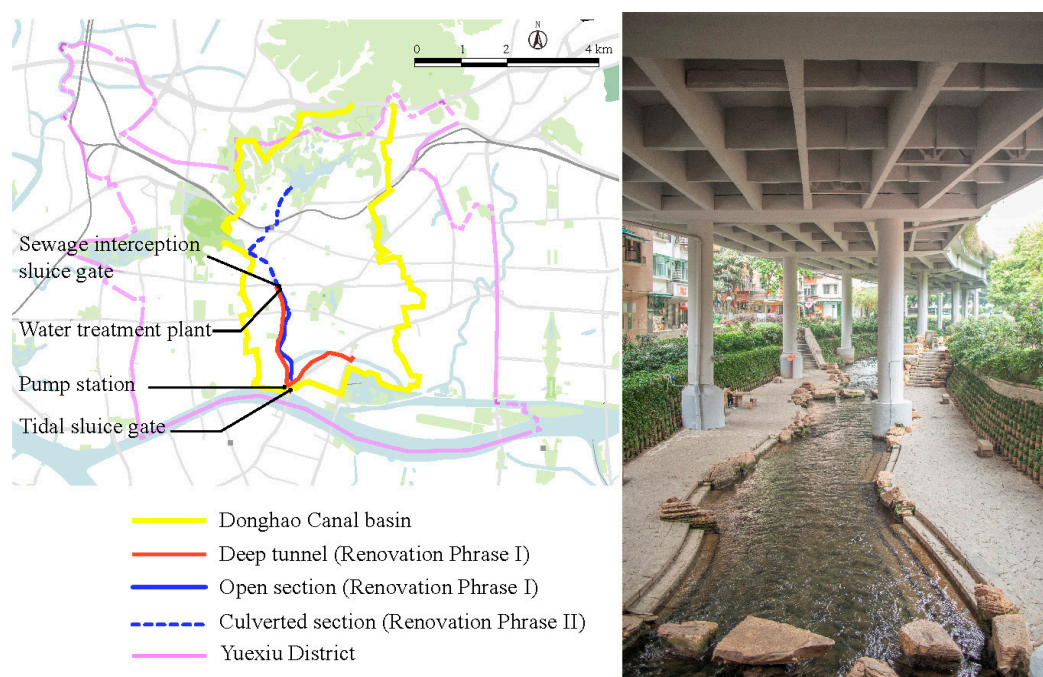 N
0 1 2 4 km
Sewage interception
sluice gate
Water treatment plant
Pump station
Tidal sluice gate
Donghao Canal basin
Deep tunnel (Renovation Phrase I)
Open section (Renovation Phrase I)
Culverted section (Renovation Phrase II)
Yuexiu District